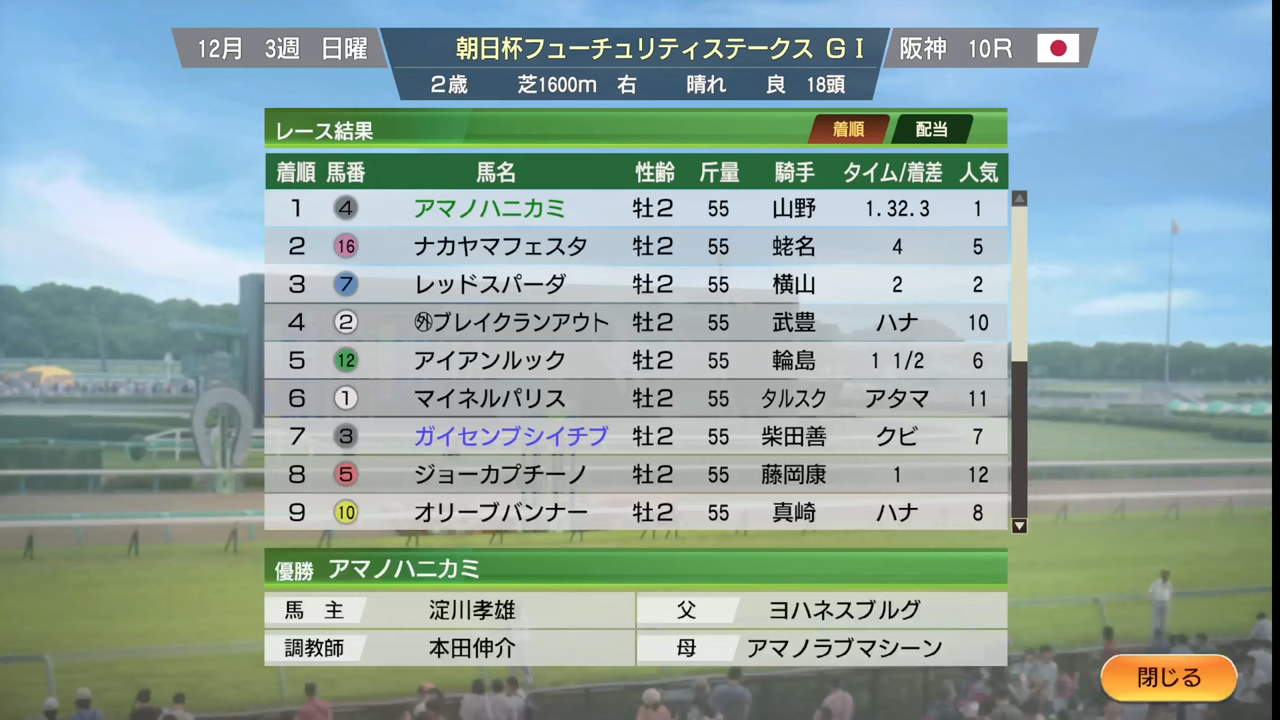 12月 3週 日曜 朝日杯フューチュリティステークス GⅠ 阪神 10R
2歳 芝1600m 右 晴れ 良 18頭
レース結果 着順 配当
着順 馬番 馬名 性齢 斤量 騎手 タイム/着差 人気
1 4 アマノハニカミ 牡2 55 山野 1.32.3 1
2 16 ナカヤマフェスタ 牡2 55 蛯名 4 5
3 7 レッドスパーダ 牡2 55 横山 2 2
4 2 ㊕ブレイクランアウト 牡2 55 武豊 ハナ 10
5 12 アイアンルック 牡2 55 輪島 1 1/2 6
6 1 マイネルパリス 牡2 55 タルスク アタマ 11
7 3 ガイセンブシイチブ 牡2 55 柴田善 クビ 7
8 5 ジョーカプチーノ 牡2 55 藤岡康 1 12
9 10 オリーブバンナー 牡2 55 真崎 ハナ 8
優勝 アマノハニカミ
馬主 淀川孝雄 父 ヨハネスブルグ
調教師 本田伸介 母 アマノラブマシーン
閉じる